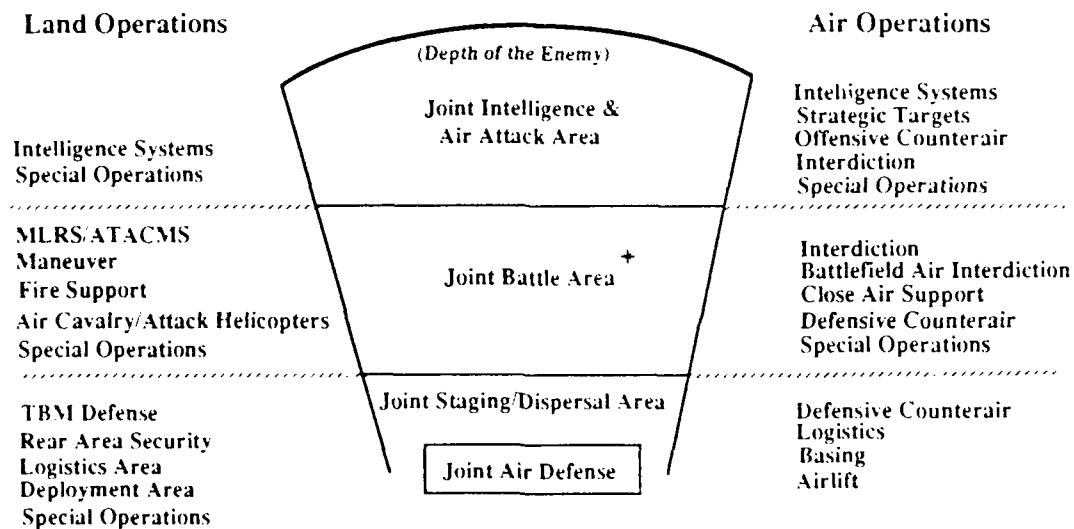 Land Operations
Air Operations
(Depth of the Enemy)
Joint Intelligence &
Air Attack Area
Intelligence Systems
Special Operations
Intelligence Systems
Strategic Targets
Offensive Counterair
Interdiction
Special Operations
MLRS/ATACMS
Maneuver
Fire Support
Air Cavalry/Attack Helicopters
Special Operations
Joint Battle Area +
Interdiction
Battlefield Air Interdiction
Close Air Support
Defensive Counterair
Special Operations
TBM Defense
Rear Area Security
Logistics Area
Deployment Area
Special Operations
Joint Staging/Dispersal Area
Joint Air Defense
Defensive Counterair
Logistics
Basing
Airlift